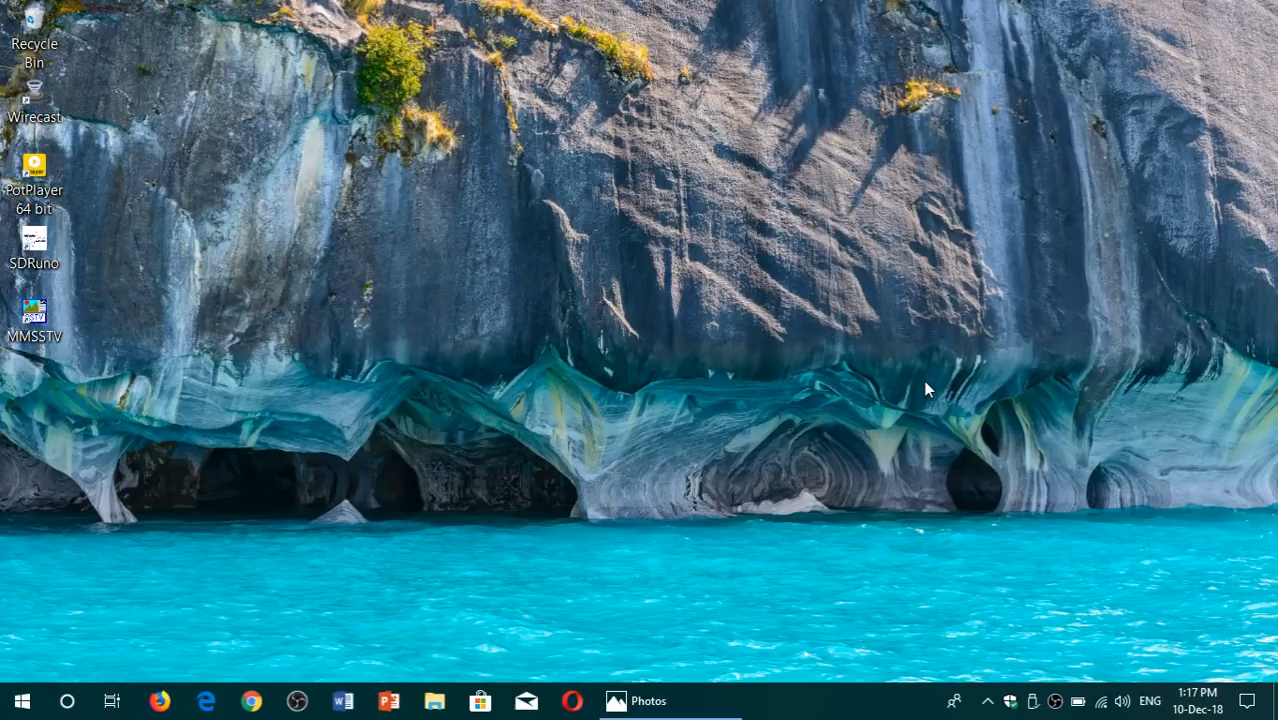 Recycle
Bin
Wirecast
PotPlayer
64 bit
SDRuno
MMSSTV
Photos
ENG
1:17 PM
10-Dec-18